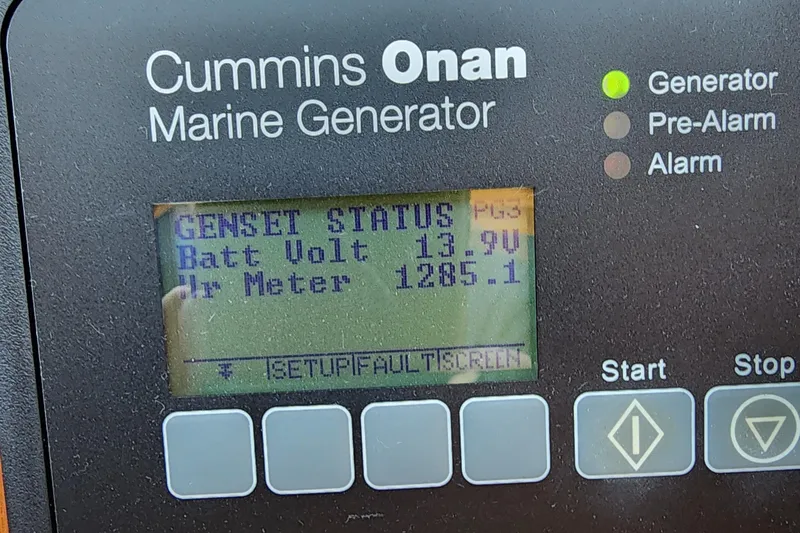 Cummins Onan
Marine Generator
Generator
Pre-Alarm
Alarm
GENSET STATUS PG3
Batt Volt 13.9V
Hr Meter 1285.1
SETUP FAULT SCREEN
Start
Stop